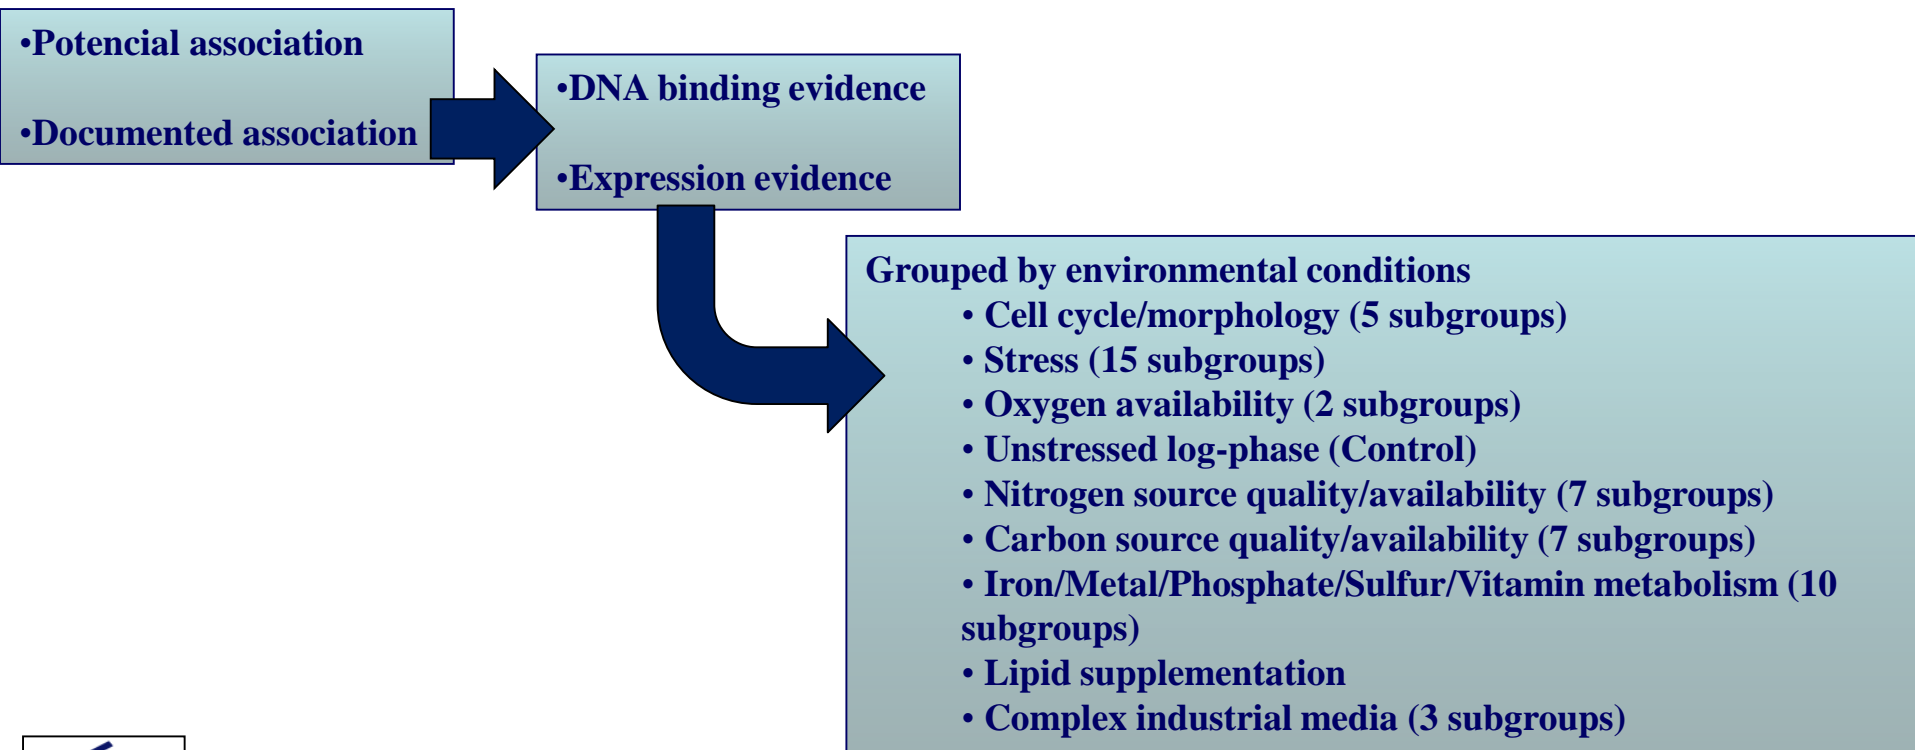 •Potencial association
•Documented association
•DNA binding evidence
•Expression evidence
Grouped by environmental conditions
• Cell cycle/morphology (5 subgroups)
• Stress (15 subgroups)
• Oxygen availability (2 subgroups)
• Unstressed log-phase (Control)
• Nitrogen source quality/availability (7 subgroups)
• Carbon source quality/availability (7 subgroups)
• Iron/Metal/Phosphate/Sulfur/Vitamin metabolism (10
subgroups)
• Lipid supplementation
• Complex industrial media (3 subgroups)